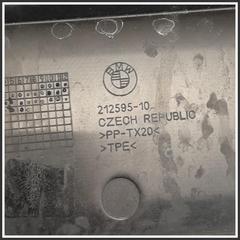 BMW
212595-10
CZECH REPUBLIC
>PP-TX20<
>TPE<